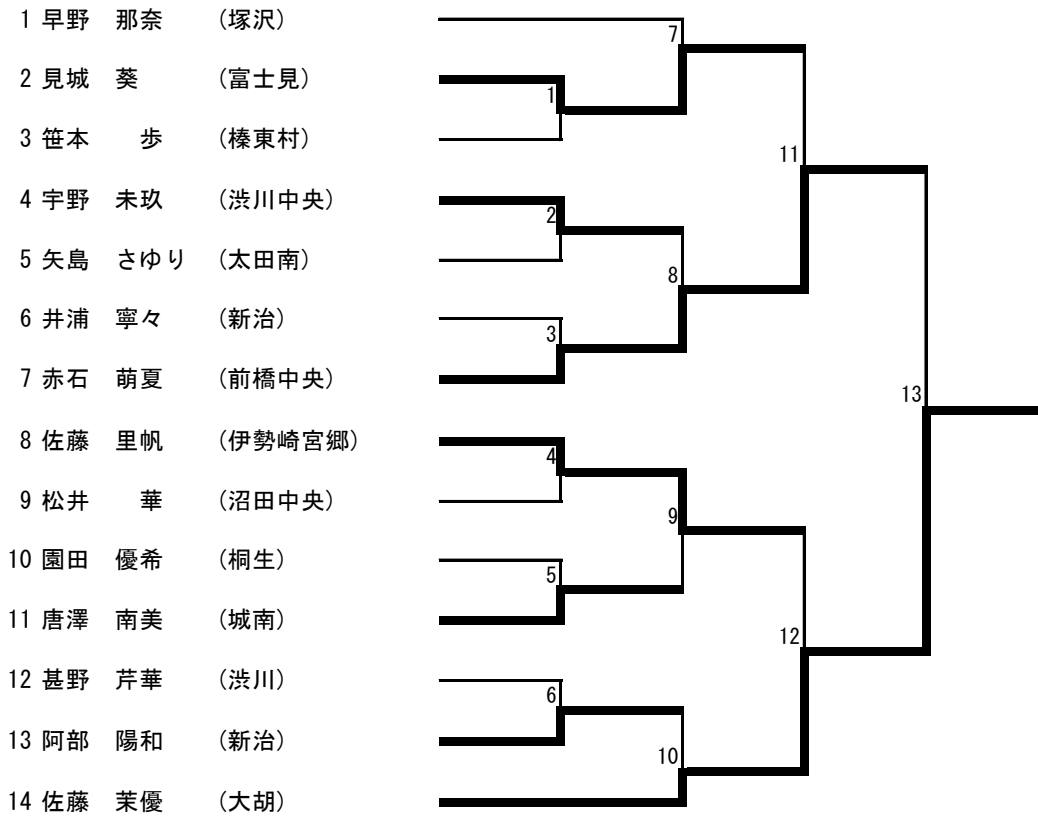 1 早野 那奈 (塚沢)
2 見城 葵 (富士見)
3 笹本 歩 (榛東村)
4 宇野 未玖 (渋川中央)
5 矢島 さゆり (太田南)
6 井浦 寧々 (新治)
7 赤石 萌夏 (前橋中央)
8 佐藤 里帆 (伊勢崎宮郷)
9 松井 華 (沼田中央)
10 園田 優希 (桐生)
11 唐澤 南美 (城南)
12 甚野 芹華 (渋川)
13 阿部 陽和 (新治)
14 佐藤 茉優 (大胡)
1
2
3
4
5
6
7
8
9
10
11
12
13